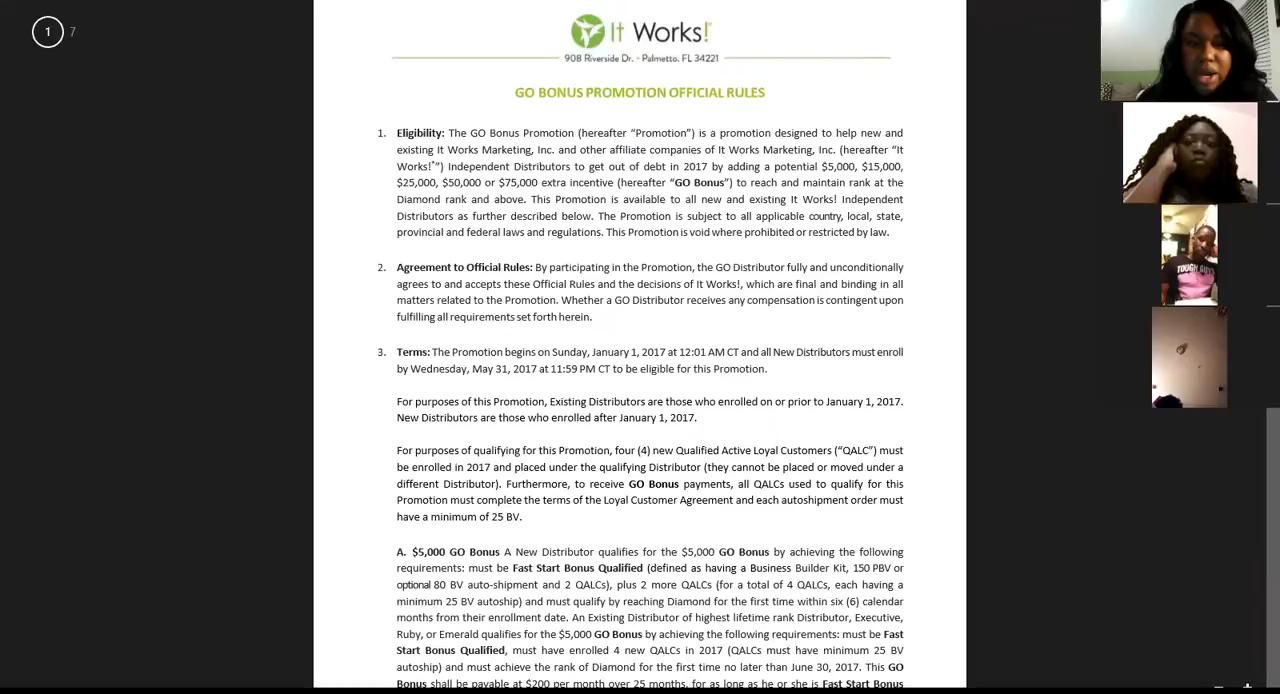 1 7
It Works!
908 Riverside Dr. - Palmetto, FL 34221
GO BONUS PROMOTION OFFICIAL RULES
1. Eligibility: The GO Bonus Promotion (hereafter “Promotion”) is a promotion designed to help new and
existing It Works Marketing, Inc. and other affiliate companies of It Works Marketing, Inc. (hereafter “It
Works!”) Independent Distributors to get out of debt in 2017 by adding a potential $5,000, $15,000,
$25,000, $50,000 or $75,000 extra incentive (hereafter “GO Bonus”) to reach and maintain rank at the
Diamond rank and above. This Promotion is available to all new and existing It Works! Independent
Distributors as further described below. The Promotion is subject to all applicable country, local, state,
provincial and federal laws and regulations. This Promotion is void where prohibited or restricted by law.
2. Agreement to Official Rules: By participating in the Promotion, the GO Distributor fully and unconditionally
agrees to and accepts these Official Rules and the decisions of It Works!, which are final and binding in all
matters related to the Promotion. Whether a GO Distributor receives any compensation is contingent upon
fulfilling all requirements set forth herein.
3. Terms: The Promotion begins on Sunday, January 1, 2017 at 12:01 AM CT and all New Distributors must enroll
by Wednesday, May 31, 2017 at 11:59 PM CT to be eligible for this Promotion.
For purposes of this Promotion, Existing Distributors are those who enrolled on or prior to January 1, 2017.
New Distributors are those who enrolled after January 1, 2017.
For purposes of qualifying for this Promotion, four (4) new Qualified Active Loyal Customers (“QALC”) must
be enrolled in 2017 and placed under the qualifying Distributor (they cannot be placed or moved under a
different Distributor). Furthermore, to receive GO Bonus payments, all QALCs used to qualify for this
Promotion must complete the terms of the Loyal Customer Agreement and each autoshipment order must
have a minimum of 25 BV.
A. $5,000 GO Bonus A New Distributor qualifies for the $5,000 GO Bonus by achieving the following
requirements: must be Fast Start Bonus Qualified (defined as having a Business Builder Kit, 150 PBV or
optional 80 BV auto-shipment and 2 QALCs), plus 2 more QALCs (for a total of 4 QALCs, each having a
minimum 25 BV autoship) and must qualify by reaching Diamond for the first time within six (6) calendar
months from their enrollment date. An Existing Distributor of highest lifetime rank Distributor, Executive,
Ruby, or Emerald qualifies for the $5,000 GO Bonus by achieving the following requirements: must be Fast
Start Bonus Qualified, must have enrolled 4 new QALCs in 2017 (QALCs must have minimum 25 BV
autoship) and must achieve the rank of Diamond for the first time no later than June 30, 2017. This GO
Bonus shall be payable at $200 per month over 25 months, for as long as he or she is Fast Start Bonus
TOUGH GUYS